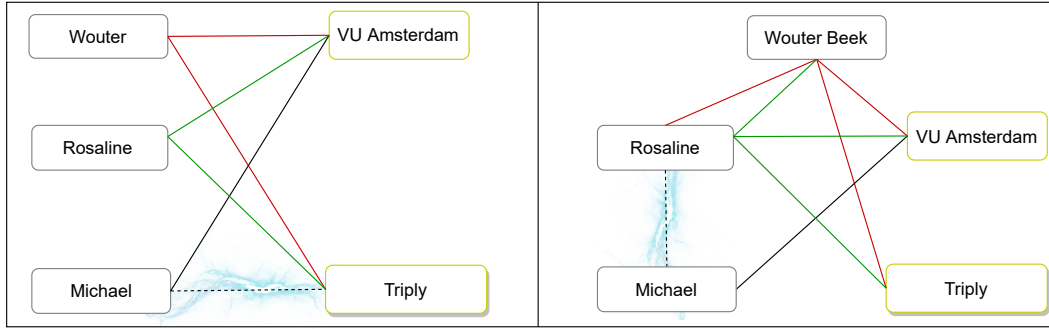 Wouter
VU Amsterdam
Rosaline
Michael
Triply
Wouter Beek
Rosaline
VU Amsterdam
Michael
Triply